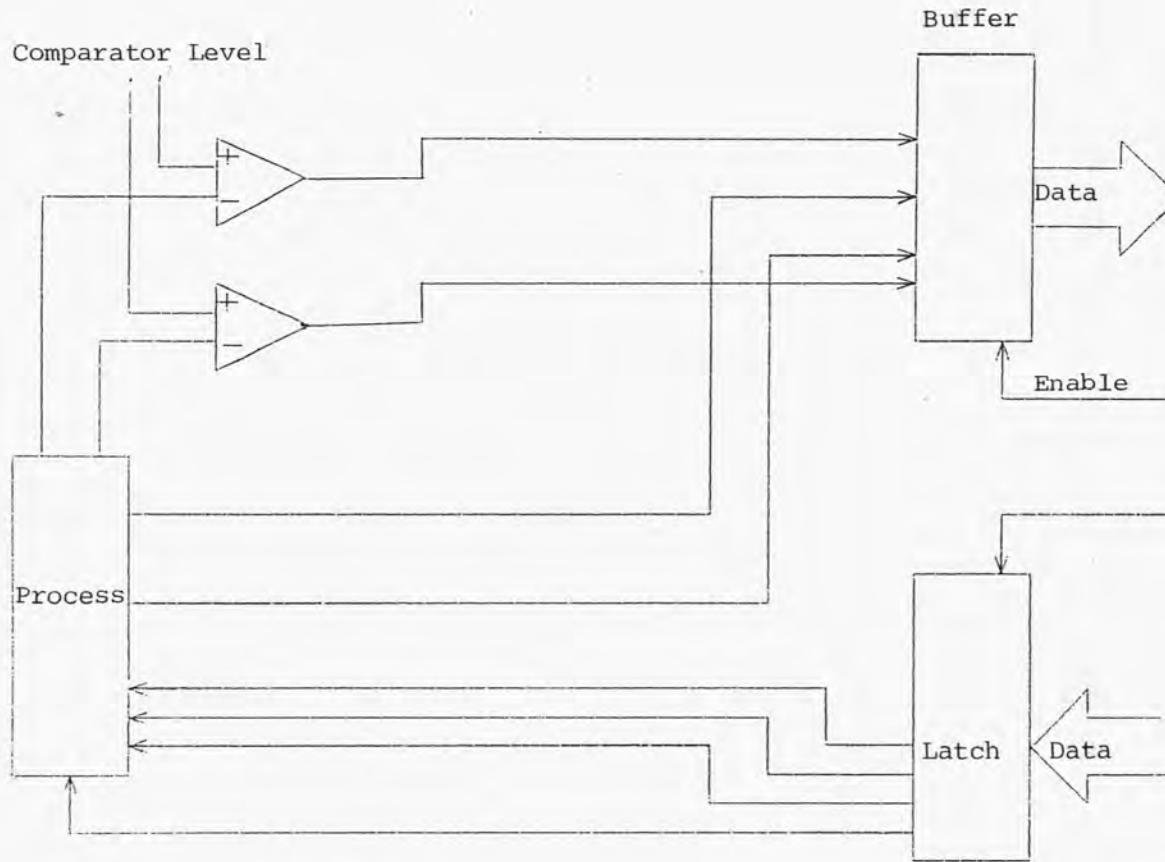 Buffer
Comparator Level
+
−
Data
+
−
Enable
Process
Latch
Data